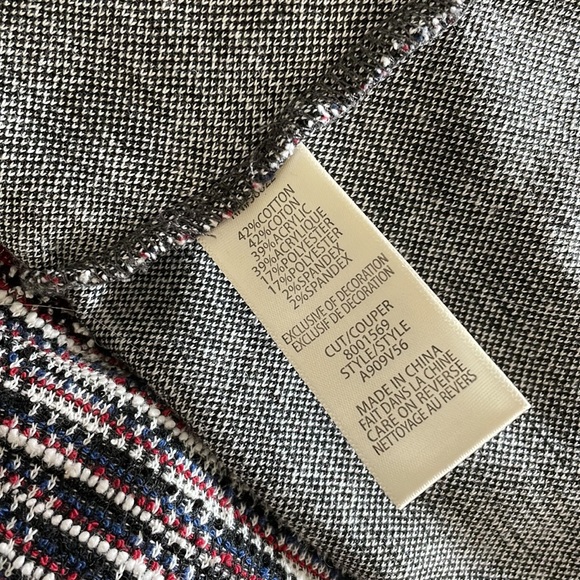 42%COTTON
42%COTON
39%ACRYLIC
39%ACRYLIQUE
17%POLYESTER
17%POLYESTER
2%SPANDEX
2%SPANDEX
EXCLUSIVE OF DECORATION
EXCLUSIF DE DECORATION
CUT/COUPER
8001569
STYLE/STYLE
A909V56
MADE IN CHINA
FAIT DANS LA CHINE
CARE ON REVERSE
NETTOYAGE AU REVERS